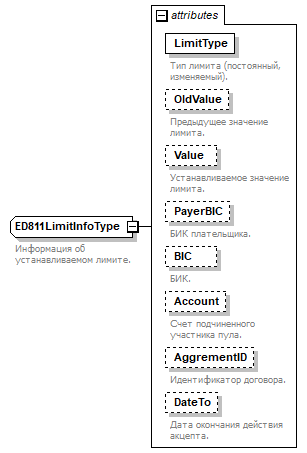 attributes
LimitType
Тип лимита (постоянный,
изменяемый).
OldValue
Предыдущее значение
лимита.
Value
Устанавливаемое значение
лимита.
PayerBIC
БИК плательщика.
ED811LimitInfoType
Информация об
устанавливаемом лимите.
BIC
БИК.
Account
Счет подчиненного
участника пула.
AggrementID
Идентификатор договора.
DateTo
Дата окончания действия
акцепта.